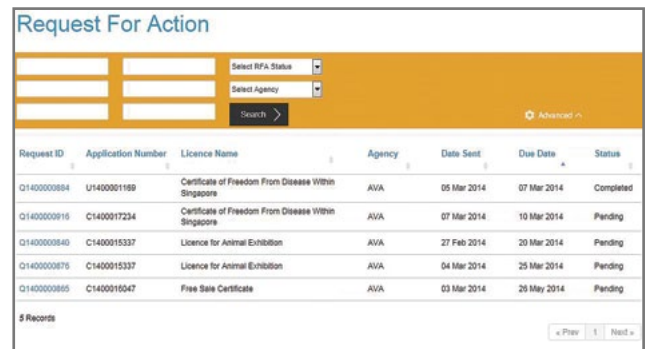 Request For Action
Select RFA Status
Select Agency
Search
Advanced
Request ID Application Number Licence Name Agency Date Sent Due Date Status
Q1400000884 U1400001169 Certificate of Freedom From Disease Within Singapore AVA 05 Mar 2014 07 Mar 2014 Completed
Q1400000916 C1400017234 Certificate of Freedom From Disease Within Singapore AVA 07 Mar 2014 10 Mar 2014 Pending
Q1400000840 C1400015337 Licence for Animal Exhibition AVA 27 Feb 2014 20 Mar 2014 Pending
Q1400000876 C1400015337 Licence for Animal Exhibition AVA 04 Mar 2014 25 Mar 2014 Pending
Q1400000865 C1400016047 Free Sale Certificate AVA 03 Mar 2014 26 May 2014 Pending
5 Records
« Prev 1 Next »